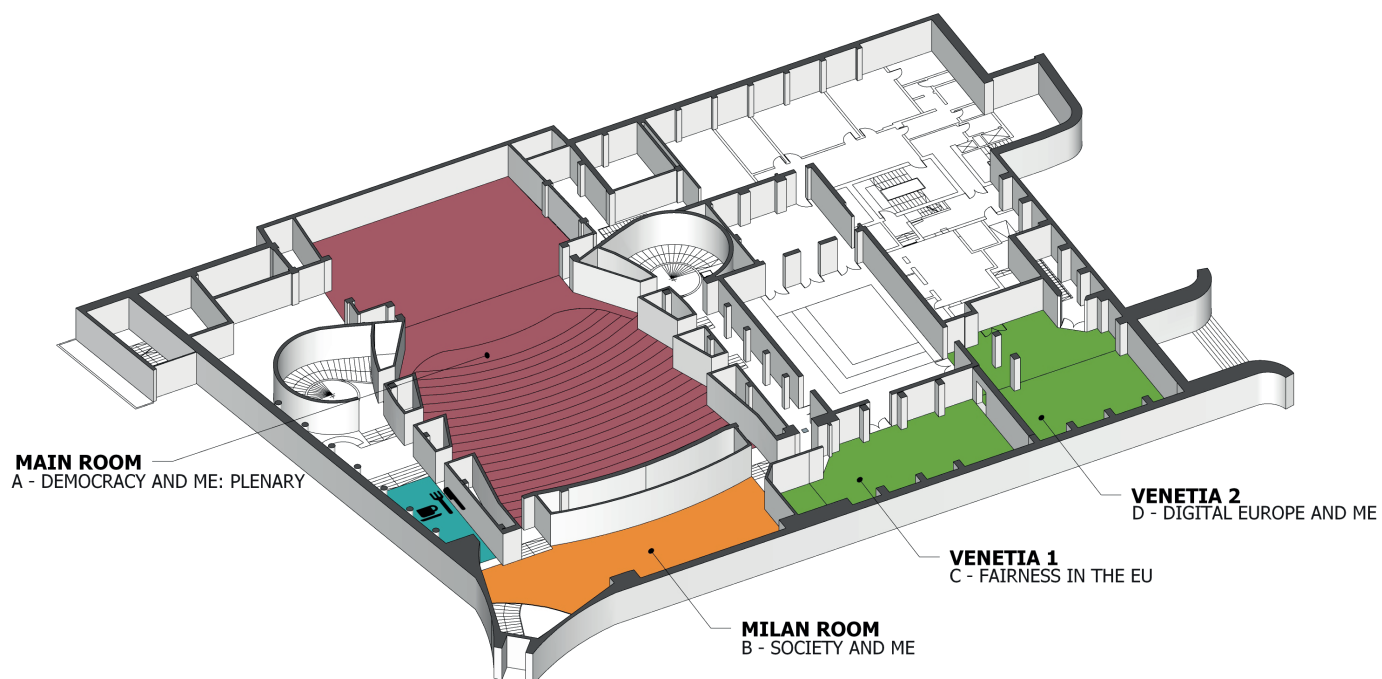 MAIN ROOM
A - DEMOCRACY AND ME: PLENARY
VENETIA 2
D - DIGITAL EUROPE AND ME
VENETIA 1
C - FAIRNESS IN THE EU
MILAN ROOM
B - SOCIETY AND ME